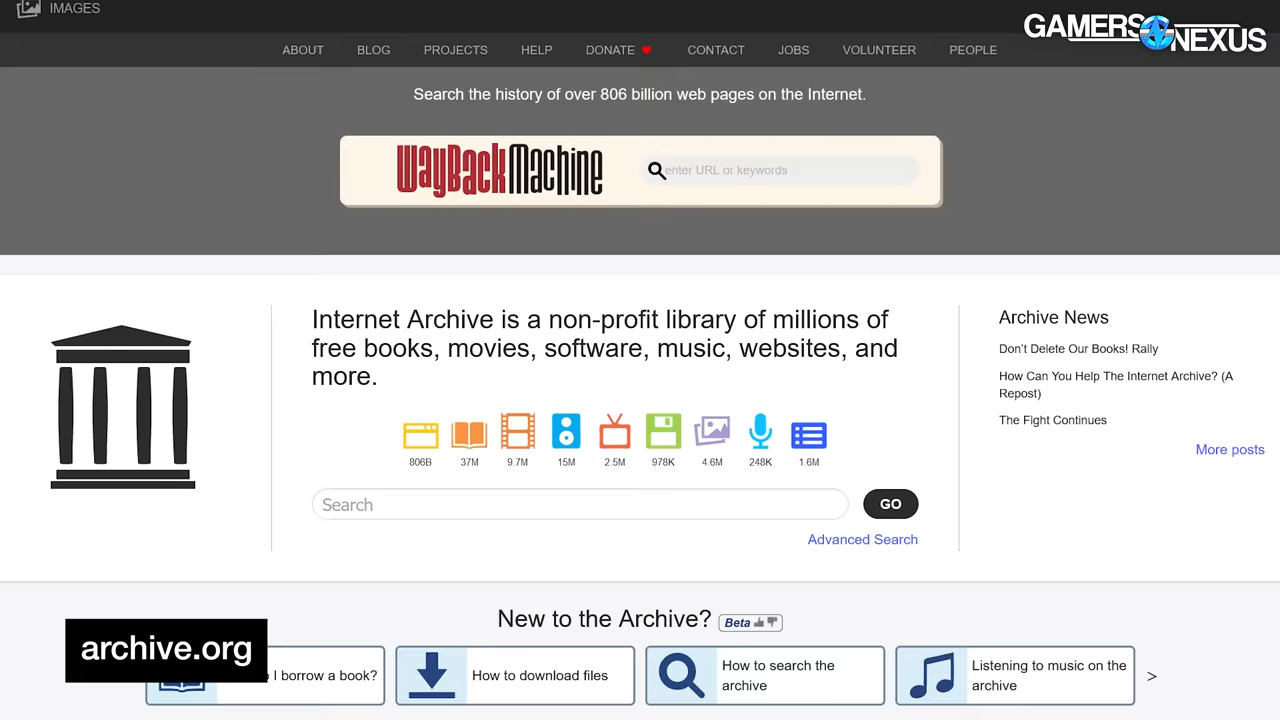 IMAGES
GAMERS NEXUS
ABOUT BLOG PROJECTS HELP DONATE CONTACT JOBS VOLUNTEER PEOPLE
Search the history of over 806 billion web pages on the Internet.
WayBackMachine
enter URL or keywords
Internet Archive is a non-profit library of millions of
free books, movies, software, music, websites, and
more.
806B 37M 9.7M 15M 2.5M 978K 4.6M 248K 1.6M
Search
GO
Advanced Search
Archive News
Don't Delete Our Books! Rally
How Can You Help The Internet Archive? (A
Repost)
The Fight Continues
More posts
New to the Archive?
Beta
archive.org
I borrow a book?
How to download files
How to search the
archive
Listening to music on the
archive
>